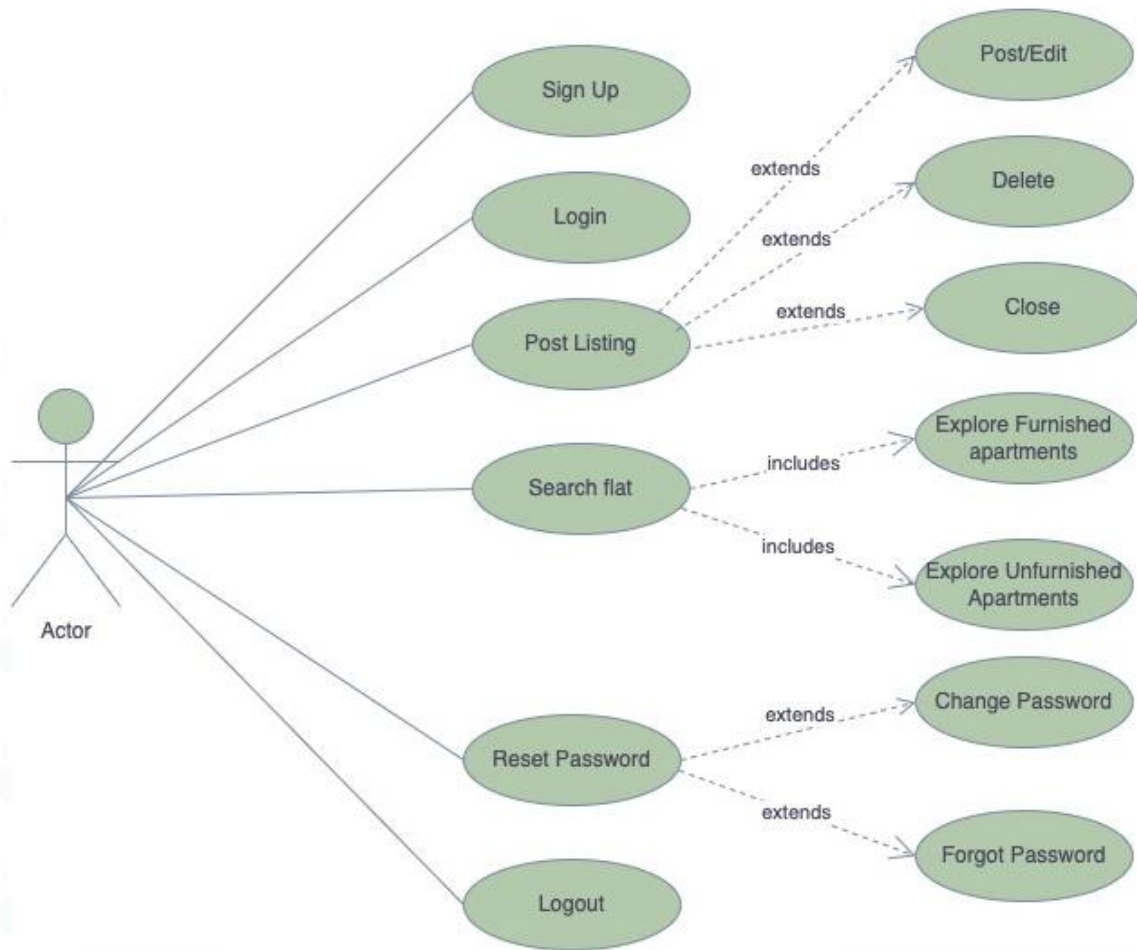 Sign Up
Login
Post Listing
Search flat
Reset Password
Logout
Actor
extends
extends
extends
includes
includes
extends
extends
Post/Edit
Delete
Close
Explore Furnished
apartments
Explore Unfurnished
Apartments
Change Password
Forgot Password